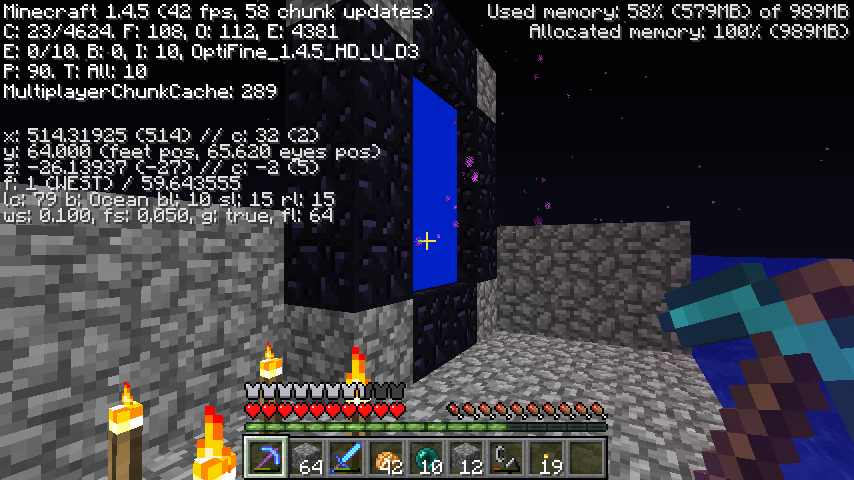 Minecraft 1.4.5 (42 fps, 58 chunk updates)
C: 23/4624, F: 108, O: 112, E: 4381
E: 0/10. B: 0, I: 10, OptiFine_1.4.5_HD_U_D3
P: 90. T: All: 10
MultiplayerChunkCache: 289
Used memory: 58% (579MB) of 989MB
Allocated memory: 100% (989MB)
x: 514.31925 (514) // c: 32 (2)
y: 64.000 (feet pos, 65.620 eyes pos)
z: -26.13937 (-27) // c: -2 (5)
f: 1 (WEST) / 59.643555
lc: 79 b: Ocean bl: 10 sl: 15 rl: 15
ws: 0.100, fs: 0.050, g: true, fl: 64
64 42 10 12 19